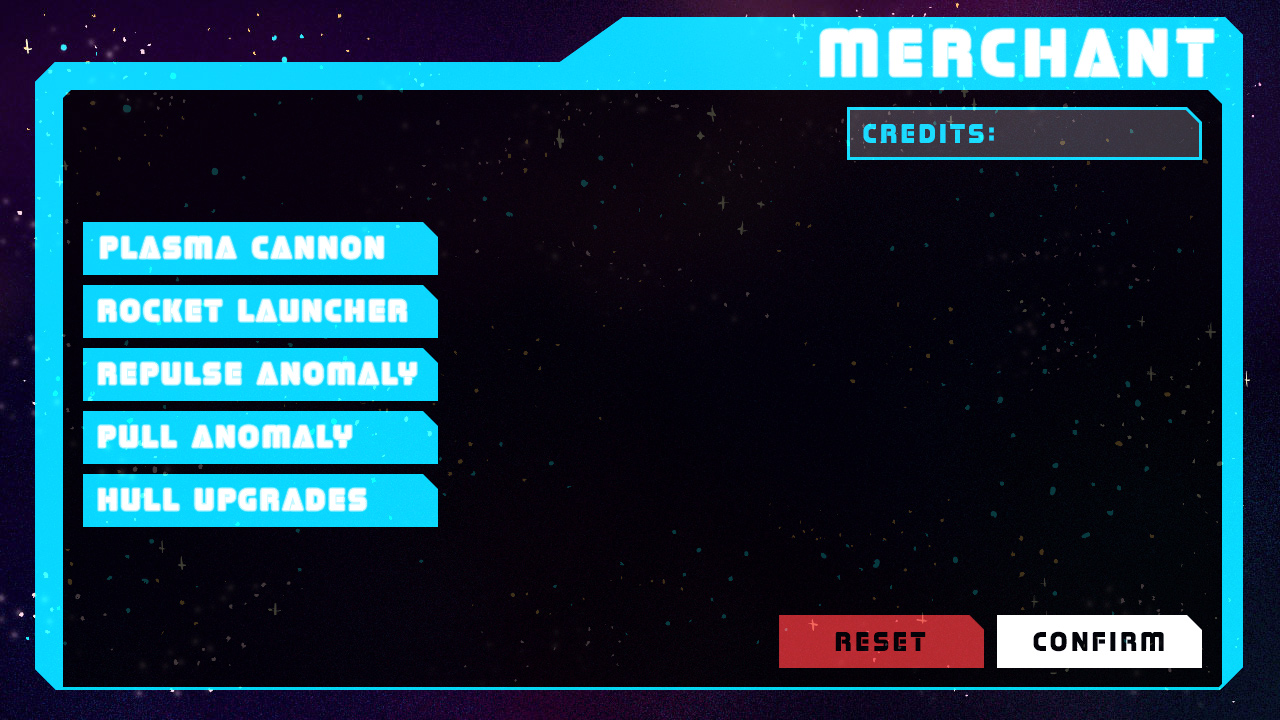 MERCHANT
CREDITS:
PLASMA CANNON
ROCKET LAUNCHER
REPULSE ANOMALY
PULL ANOMALY
HULL UPGRADES
RESET
CONFIRM